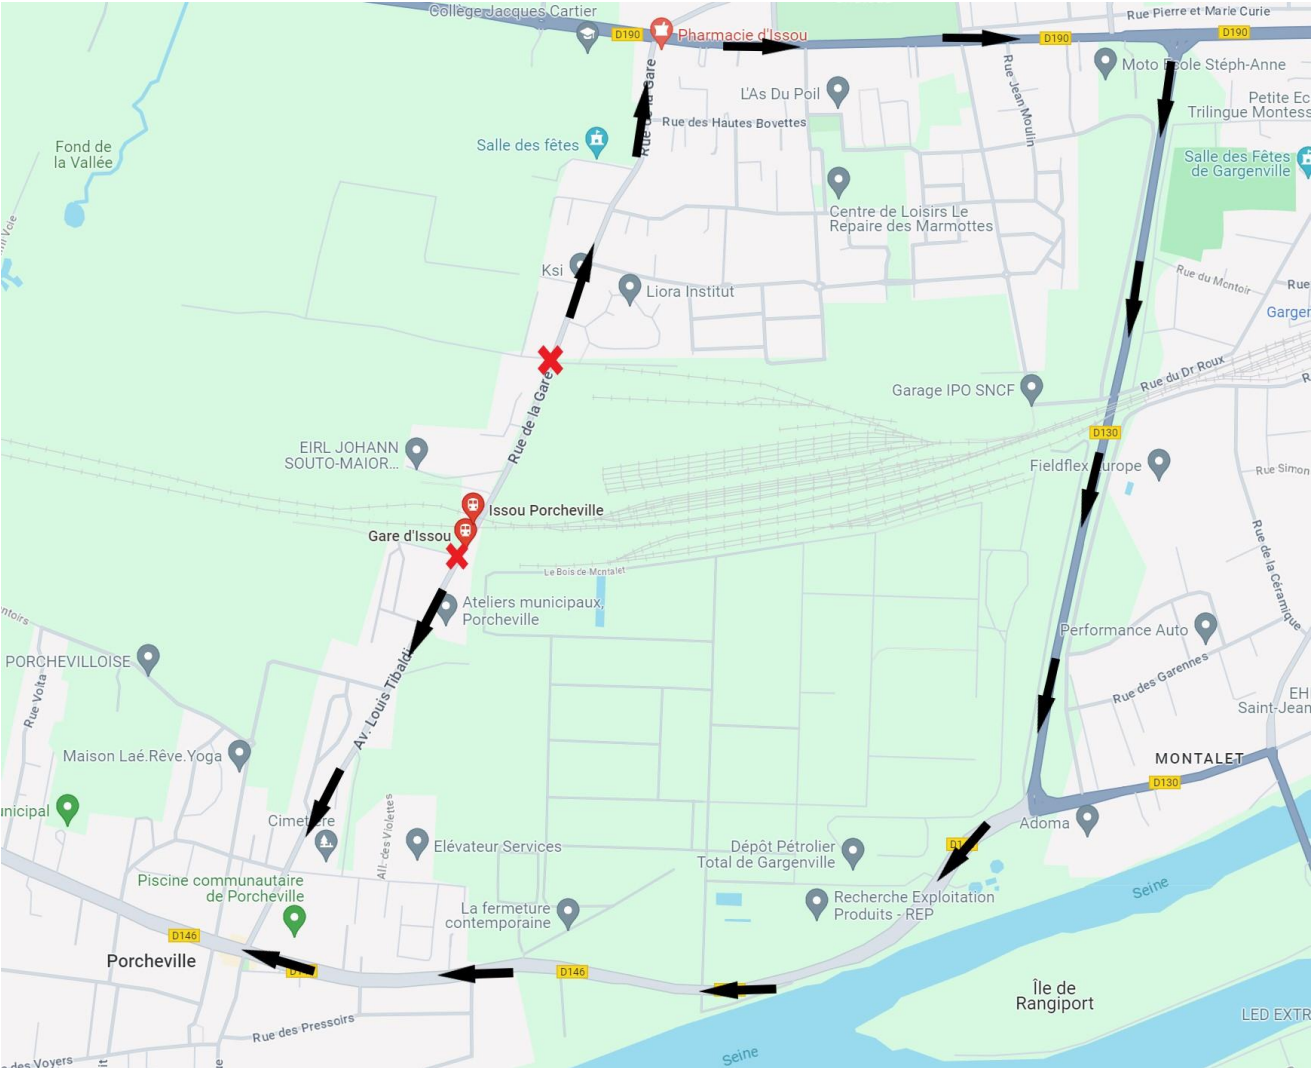 Collège Jacques Cartier
D190
Pharmacie d'Issou
D190
Rue Pierre et Marie Curie
D190
Moto École Stéph-Anne
Rue de la Gare
L'As Du Poil
Rue des Hautes Bovettes
Rue Jean Moulin
Petite Ec
Trilingue Montess
Salle des fêtes
Fond de
la Vallée
Salle des Fêtes
de Gargenville
Centre de Loisirs Le
Repaire des Marmottes
Ksi
Liora Institut
Rue du Montoir
Rue
Garger
Rue de la Gare
Garage IPO SNCF
Rue du Dr Roux
D130
EIRL JOHANN
SOUTO-MAIOR...
Fieldflex Europe
Rue Simon
Issou Porcheville
Gare d'Issou
Le Bois de Montalet
Rue de la Céramique
Ateliers municipaux,
Porcheville
ntoirs
PORCHEVILLOISE
Performance Auto
Rue Volta
Av. Louis Tibaldi
Rue des Garennes
EH
Saint-Jean
Maison Laé.Rêve.Yoga
MONTALET
D130
unicipal
Cimetière
All. des Violettes
Elévateur Services
Adoma
Dépôt Pétrolier
Total de Gargenville
Piscine communautaire
de Porcheville
Seine
La fermeture
contemporaine
Recherche Exploitation
Produits - REP
D146
Porcheville
D146
Île de
Rangiport
LED EXTR
Rue des Pressoirs
Seine
des Voyers